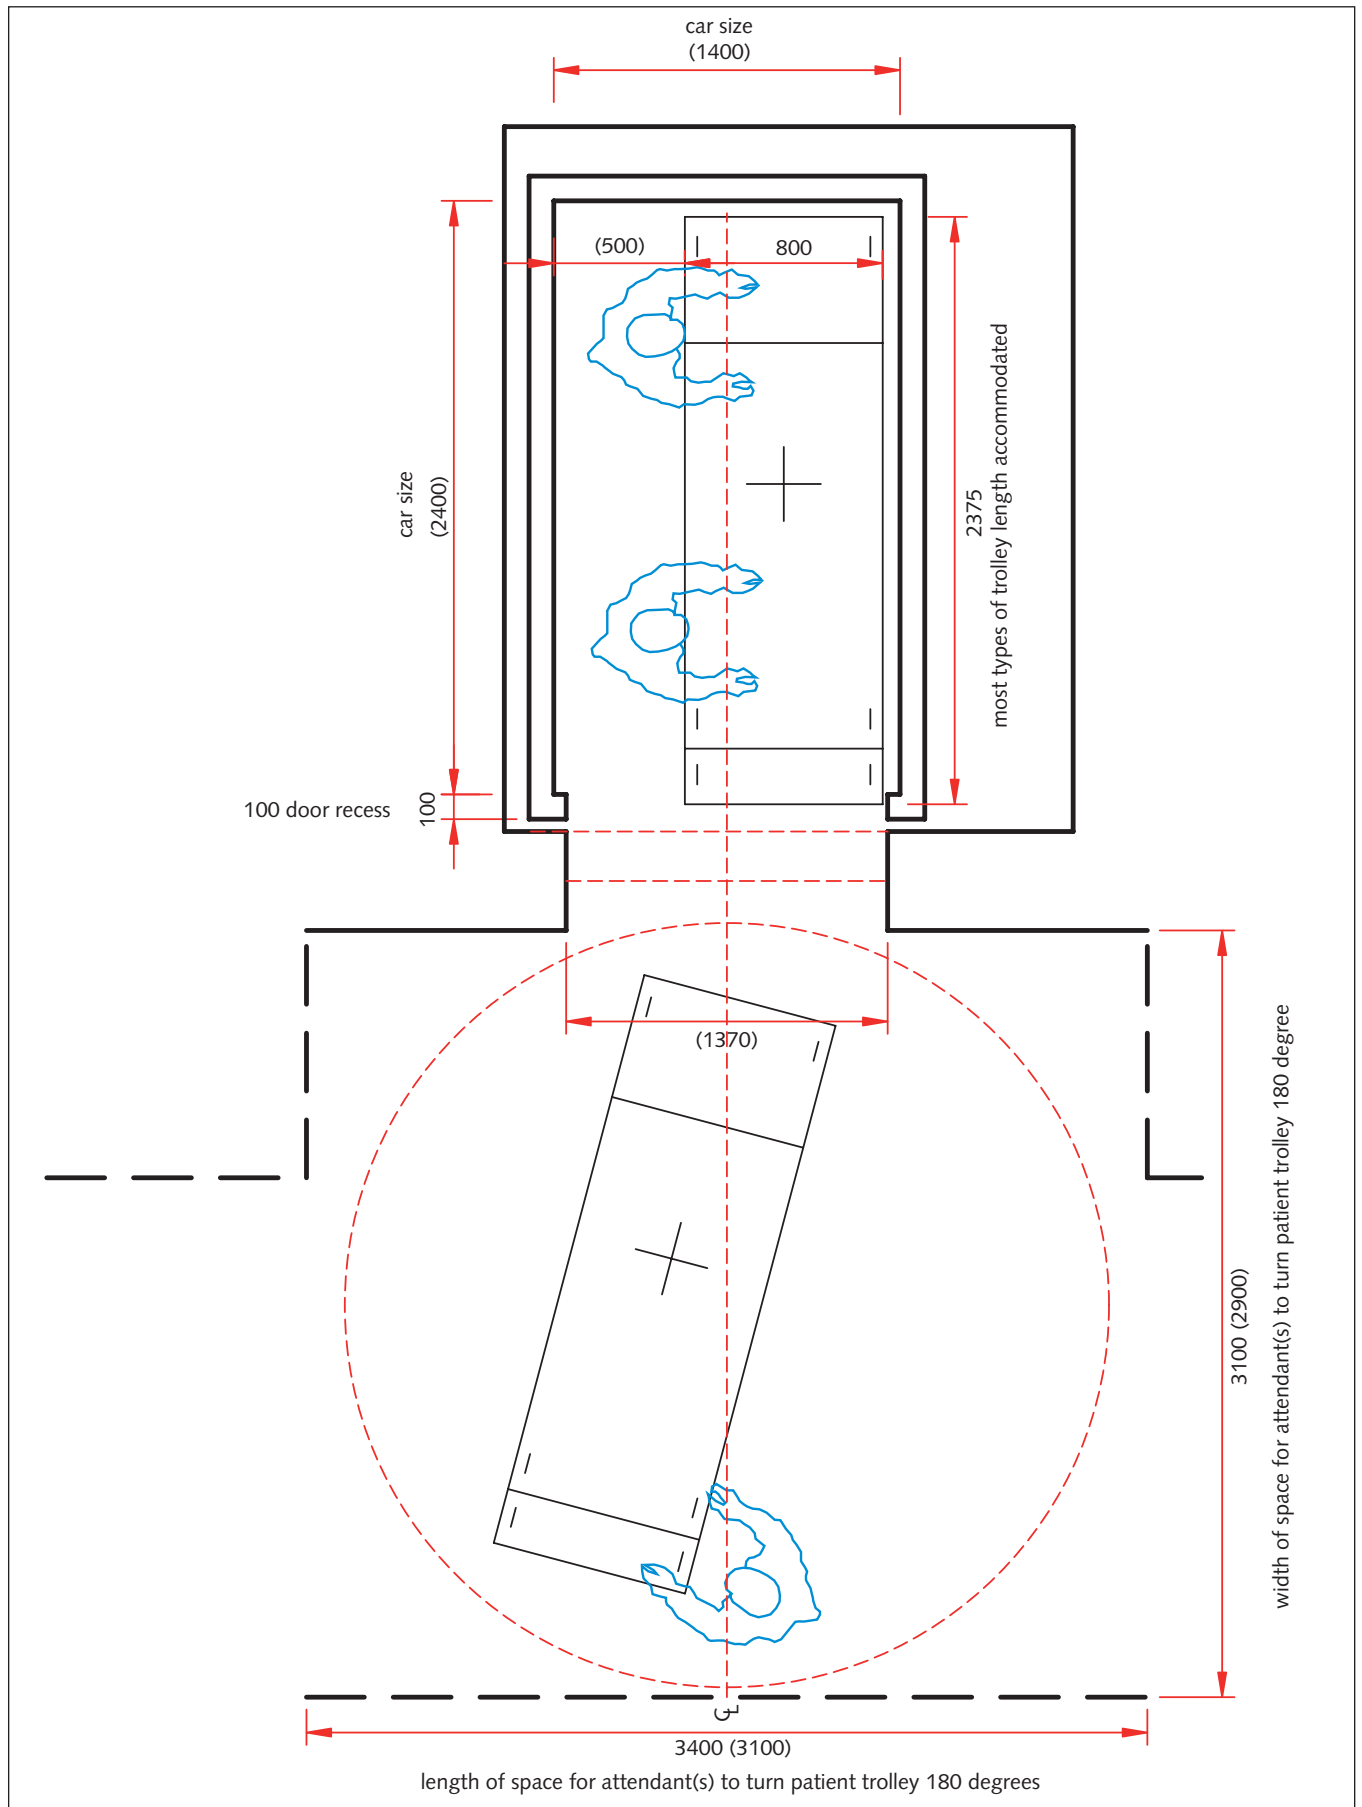 car size
(1400)
(500)
800
car size
(2400)
2375
most types of trolley length accommodated
100 door recess
100
(1370)
3100 (2900)
width of space for attendant(s) to turn patient trolley 180 degree
CL
3400 (3100)
length of space for attendant(s) to turn patient trolley 180 degrees